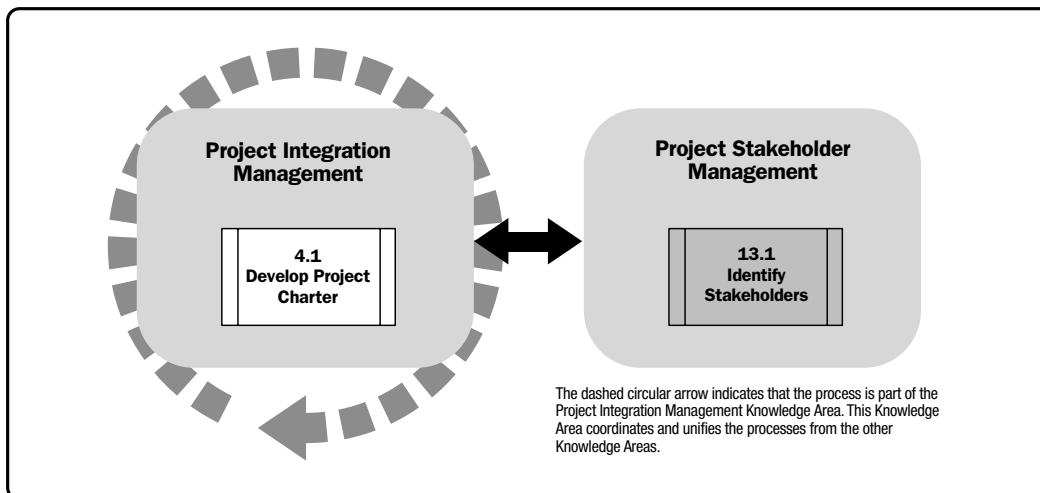 Project Integration
Management
4.1
Develop Project
Charter
Project Stakeholder
Management
13.1
Identify
Stakeholders
The dashed circular arrow indicates that the process is part of the
Project Integration Management Knowledge Area. This Knowledge
Area coordinates and unifies the processes from the other
Knowledge Areas.